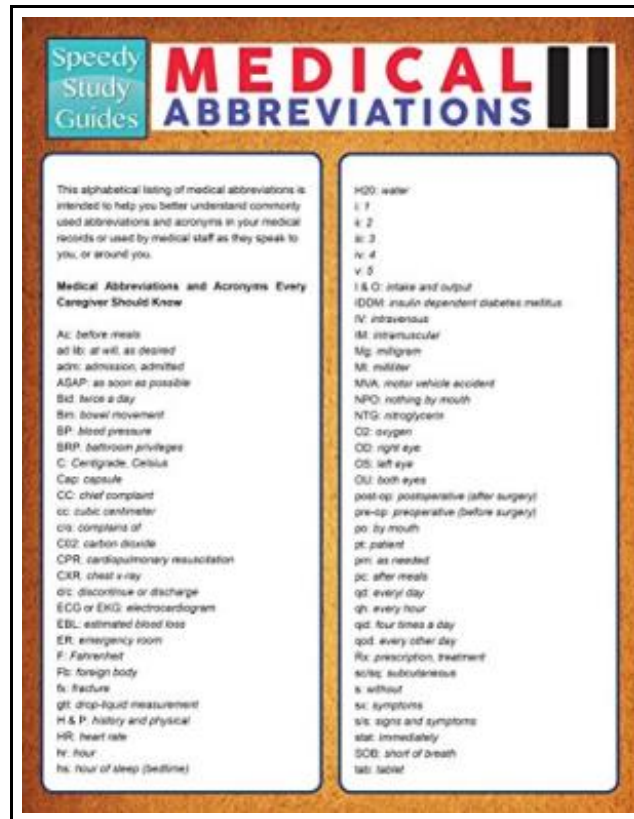 Speedy
Study
Guides
MEDICAL
ABBREVIATIONS
II
This alphabetical listing of medical abbreviations is
intended to help you better understand commonly
used abbreviations and acronyms in your medical
records or used by medical staff as they speak to
you, or around you.
Medical Abbreviations and Acronyms Every
Caregiver Should Know
Ac: before meals
ad lib: at will, as desired
adm: admission, admitted
ASAP: as soon as possible
Bid: twice a day
Bm: bowel movement
BP: blood pressure
BRP: bathroom privileges
C: Centigrade, Celsius
Cap: capsule
CC: chief complaint
cc: cubic centimeter
c/o: complains of
C02: carbon dioxide
CPR: cardiopulmonary resuscitation
CXR: chest x-ray
d/c: discontinue or discharge
ECG or EKG: electrocardiogram
EBL: estimated blood loss
ER: emergency room
F: Fahrenheit
Fb: foreign body
fx: fracture
gtt: drop-liquid measurement
H & P: history and physical
HR: heart rate
hr: hour
hs: hour of sleep (bedtime)
H20: water
i: 1
ii: 2
iii: 3
iv: 4
v: 5
I & O: intake and output
IDDM: insulin dependent diabetes mellitus
IV: intravenous
IM: intramuscular
Mg: milligram
Ml: milliliter
MVA: motor vehicle accident
NPO: nothing by mouth
NTG: nitroglycerin
O2: oxygen
OD: right eye
OS: left eye
OU: both eyes
post-op: postoperative (after surgery)
pre-op: preoperative (before surgery)
po: by mouth
pt: patient
prn: as needed
pc: after meals
qd: everyl day
qh: every hour
qid: four times a day
qod: every other day
Rx: prescription, treatment
sc/sq: subcutaneous
s: without
sx: symptoms
s/s: signs and symptoms
stat: immediately
SOB: short of breath
tab: tablet